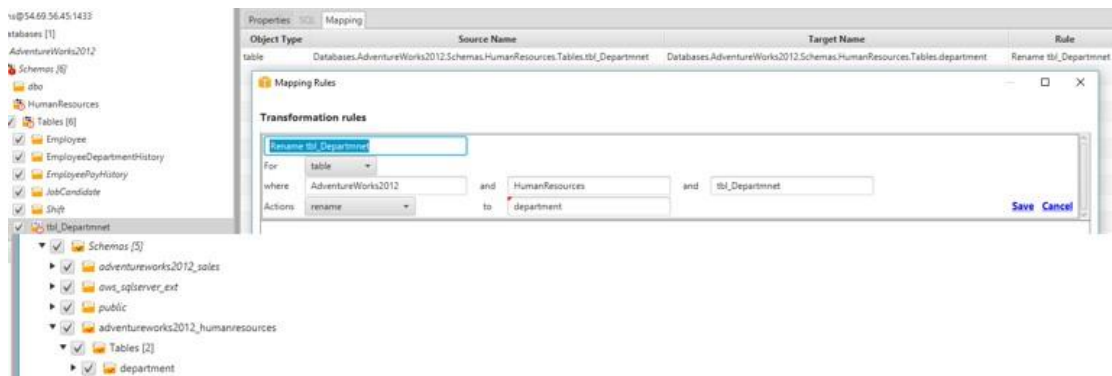 @54.69.56.45:1433
atabases [1]
AdventureWorks2012
Schemas [6]
dbo
HumanResources
Tables [6]
Employee
EmployeeDepartmentHistory
EmployeePayHistory
JobCandidate
Shift
tbl_Departmnet
Properties SQL Mapping
Object Type Source Name Target Name Rule
table Databases.AdventureWorks2012.Schemas.HumanResources.Tables.tbl_Departmnet Databases.AdventureWorks2012.Schemas.HumanResources.Tables.department Rename tbl_Departmnet
Mapping Rules
Transformation rules
Rename tbl_Departmnet
For table
where AdventureWorks2012 and HumanResources and tbl_Departmnet
Actions rename to department Save Cancel
Schemas [5]
adventureworks2012_sales
aws_sqlserver_ext
public
adventureworks2012_humanresources
Tables [2]
department